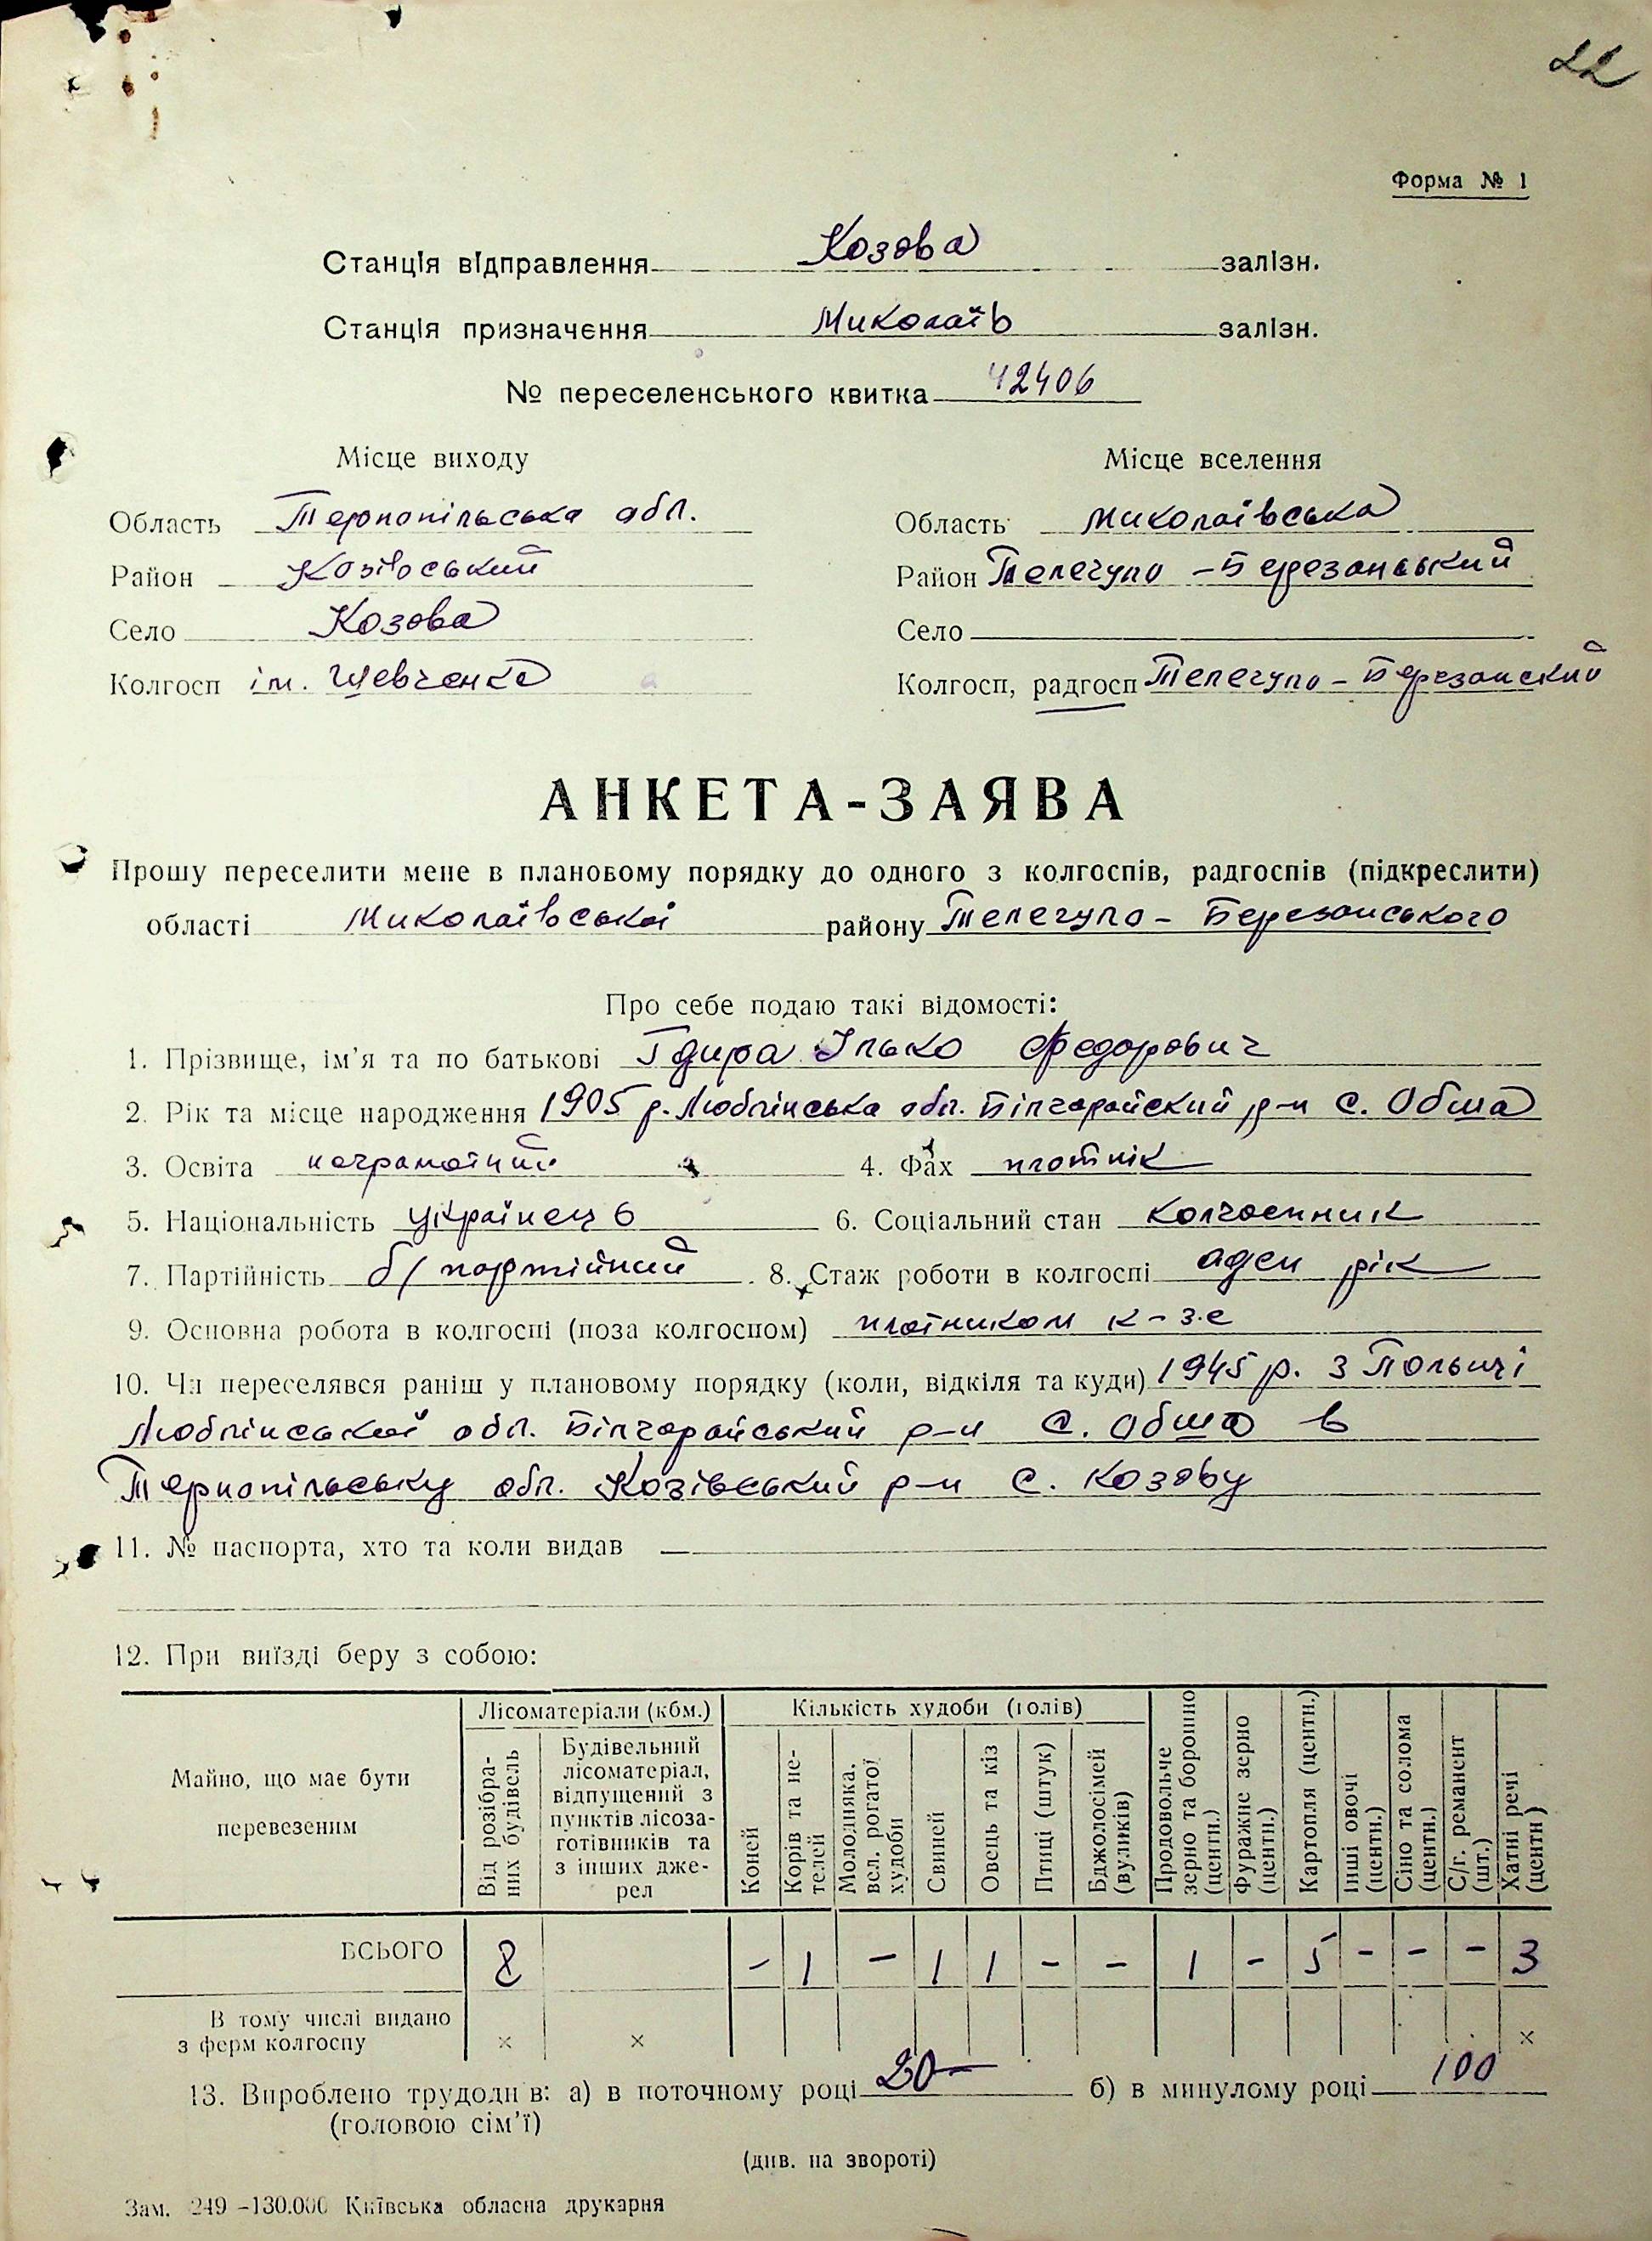 22
Форма № 1
Станція відправлення Козова залізн.
Станція призначення Миколаїв залізн.
№ переселенського квитка 42406
Місце виходу Місце вселення
Область Тернопільська обл. Область Миколаївська
Район Козівський Район Телегуло-Березанський
Село Козова Село
Колгосп ім. Шевченка Колгосп, радгосп Телегуло-Березанский
АНКЕТА-ЗАЯВА
Прошу переселити мене в плановому порядку до одного з колгоспів, радгоспів (підкреслити)
області Миколаївської району Телегуло-Березанського
Про себе подаю такі відомості:
1. Прізвище, ім'я та по батькові Гдира Ілько Федорович
2. Рік та місце народження 1905 р. Люблінська обл. Білгорайский р-н с. Обша
3. Освіта неграмотний 4. Фах плотнік
5. Національність українець 6. Соціальний стан колгоспник
7. Партійність б/партійний 8. Стаж роботи в колгоспі оден рік
9. Основна робота в колгоспі (поза колгоспом) плотником к-з-е
10. Чи переселявся раніш у плановому порядку (коли, відкіля та куди) 1945 р. з Польщі
Люблінської обл. Білгорайський р-н с. Обша в
Тернопільську обл. Козівський р-н с. Козову
11. № паспорта, хто та коли видав
12. При виїзді беру з собою:
Майно, що має бути перевезеним
Лісоматеріали (кбм.)
Від розібраних будівель
Будівельний лісоматеріал, відпущений з пунктів лісозаготівників та з інших джерел
Кількість худоби (голів)
Коней
Корів та нетелей
Молодняка, вел. рогатої худоби
Свиней
Овець та кіз
Птиці (штук)
Бджолосімей (вуликів)
Продовольче зерно та борошно (центн.)
Фуражне зерно (центн.)
Картопля (центн.)
Інші овочі (центн.)
Сіно та солома (центн.)
С/г. реманент (шт.)
Хатні речі (центн)
ВСЬОГО 8 - 1 - 1 1 - - 1 - 5 - - - 3
В тому числі видано з ферм колгоспу × × ×
13. Вироблено трудоднів: а) в поточному році 20- б) в минулому році 100
(головою сім'ї)
(див. на звороті)
Зам. 249-130.000 Київська обласна друкарня